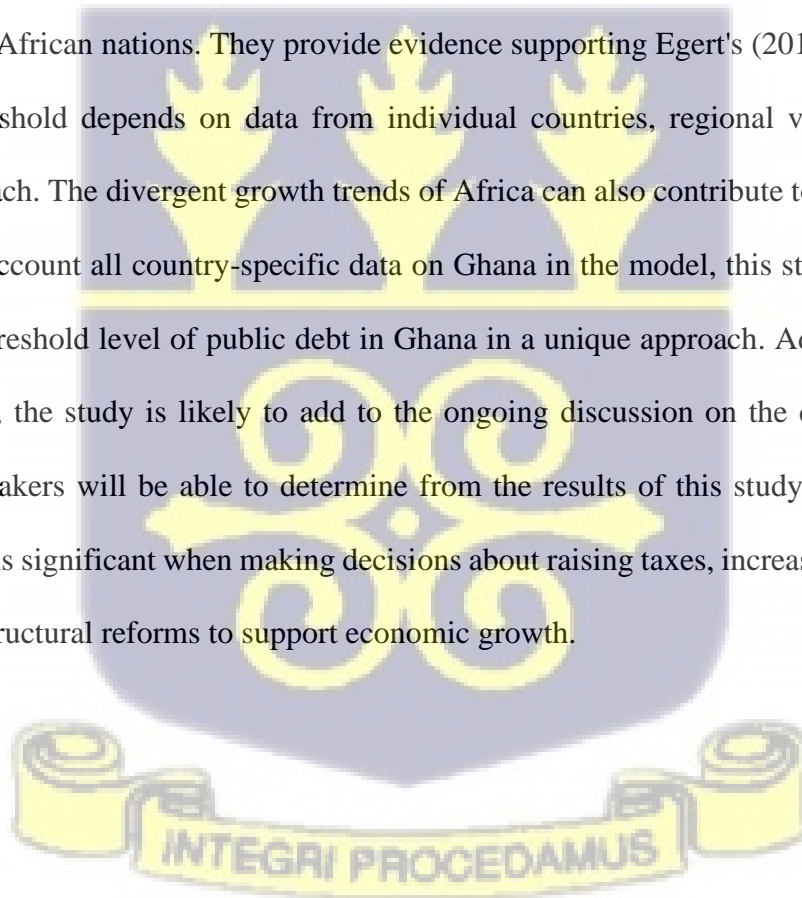 African nations. They provide evidence supporting Egert's (201
shold depends on data from individual countries, regional v
ach. The divergent growth trends of Africa can also contribute to
ccount all country-specific data on Ghana in the model, this st
reshold level of public debt in Ghana in a unique approach. Ad
, the study is likely to add to the ongoing discussion on the
akers will be able to determine from the results of this study
is significant when making decisions about raising taxes, increas
ructural reforms to support economic growth.
INTEGRI PROCEDAMUS